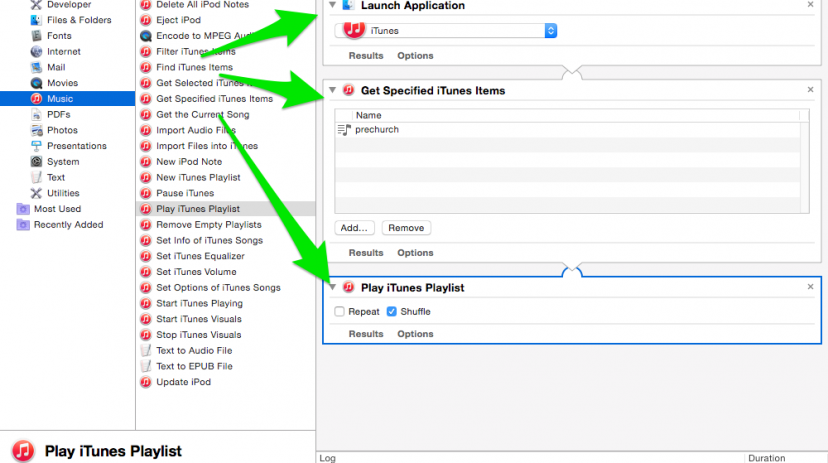 Developer
Files & Folders
Fonts
Internet
Mail
Movies
Music
PDFs
Photos
Presentations
System
Text
Utilities
Most Used
Recently Added
Delete All iPod Notes
Eject iPod
Encode to MPEG Audio
Filter iTunes Items
Find iTunes Items
Get Selected iTunes
Get Specified iTunes Items
Get the Current Song
Import Audio Files
Import Files into iTunes
New iPod Note
New iTunes Playlist
Pause iTunes
Play iTunes Playlist
Remove Empty Playlists
Set Info of iTunes Songs
Set iTunes Equalizer
Set iTunes Volume
Set Options of iTunes Songs
Start iTunes Playing
Start iTunes Visuals
Stop iTunes Visuals
Text to Audio File
Text to EPUB File
Update iPod
Play iTunes Playlist
Launch Application
iTunes
Results Options
Get Specified iTunes Items
Name
prechurch
Add... Remove
Results Options
Play iTunes Playlist
Repeat Shuffle
Results Options
Log Duration